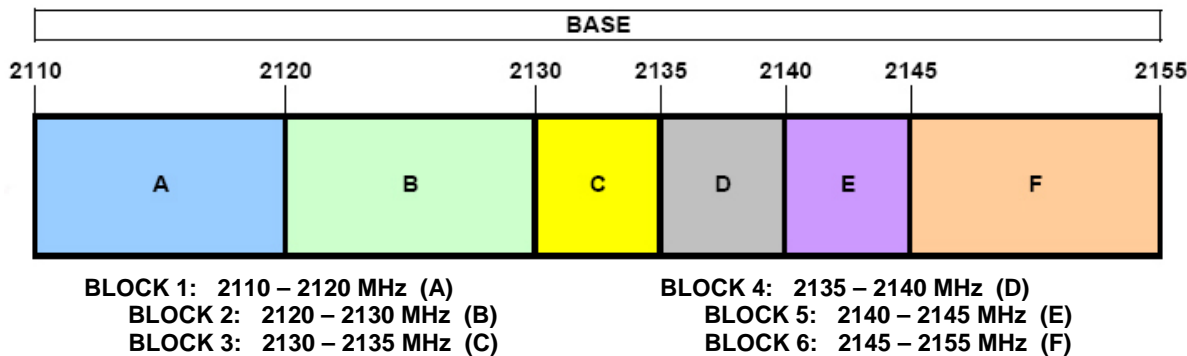 BASE
2110 2120 2130 2135 2140 2145 2155
A B C D E F
BLOCK 1: 2110 – 2120 MHz (A)
BLOCK 2: 2120 – 2130 MHz (B)
BLOCK 3: 2130 – 2135 MHz (C)
BLOCK 4: 2135 – 2140 MHz (D)
BLOCK 5: 2140 – 2145 MHz (E)
BLOCK 6: 2145 – 2155 MHz (F)